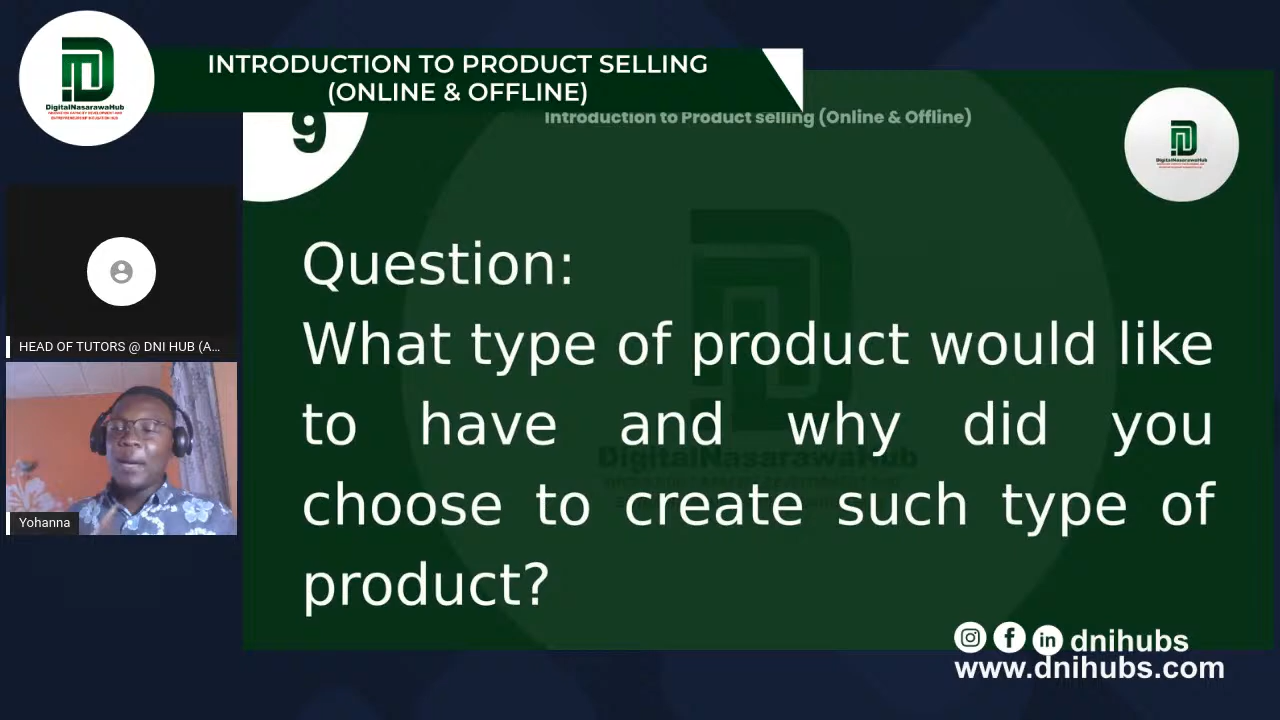 INTRODUCTION TO PRODUCT SELLING
(ONLINE & OFFLINE)
DigitalNasarawaHub
9
Introduction to Product selling (Online & Offline)
DigitalNasarawaHub
Question:
What type of product would like
to have and why did you
choose to create such type of
product?
DigitalNasarawaHub
HEAD OF TUTORS @ DNI HUB (A...
Yohanna
dnihubs
www.dnihubs.com